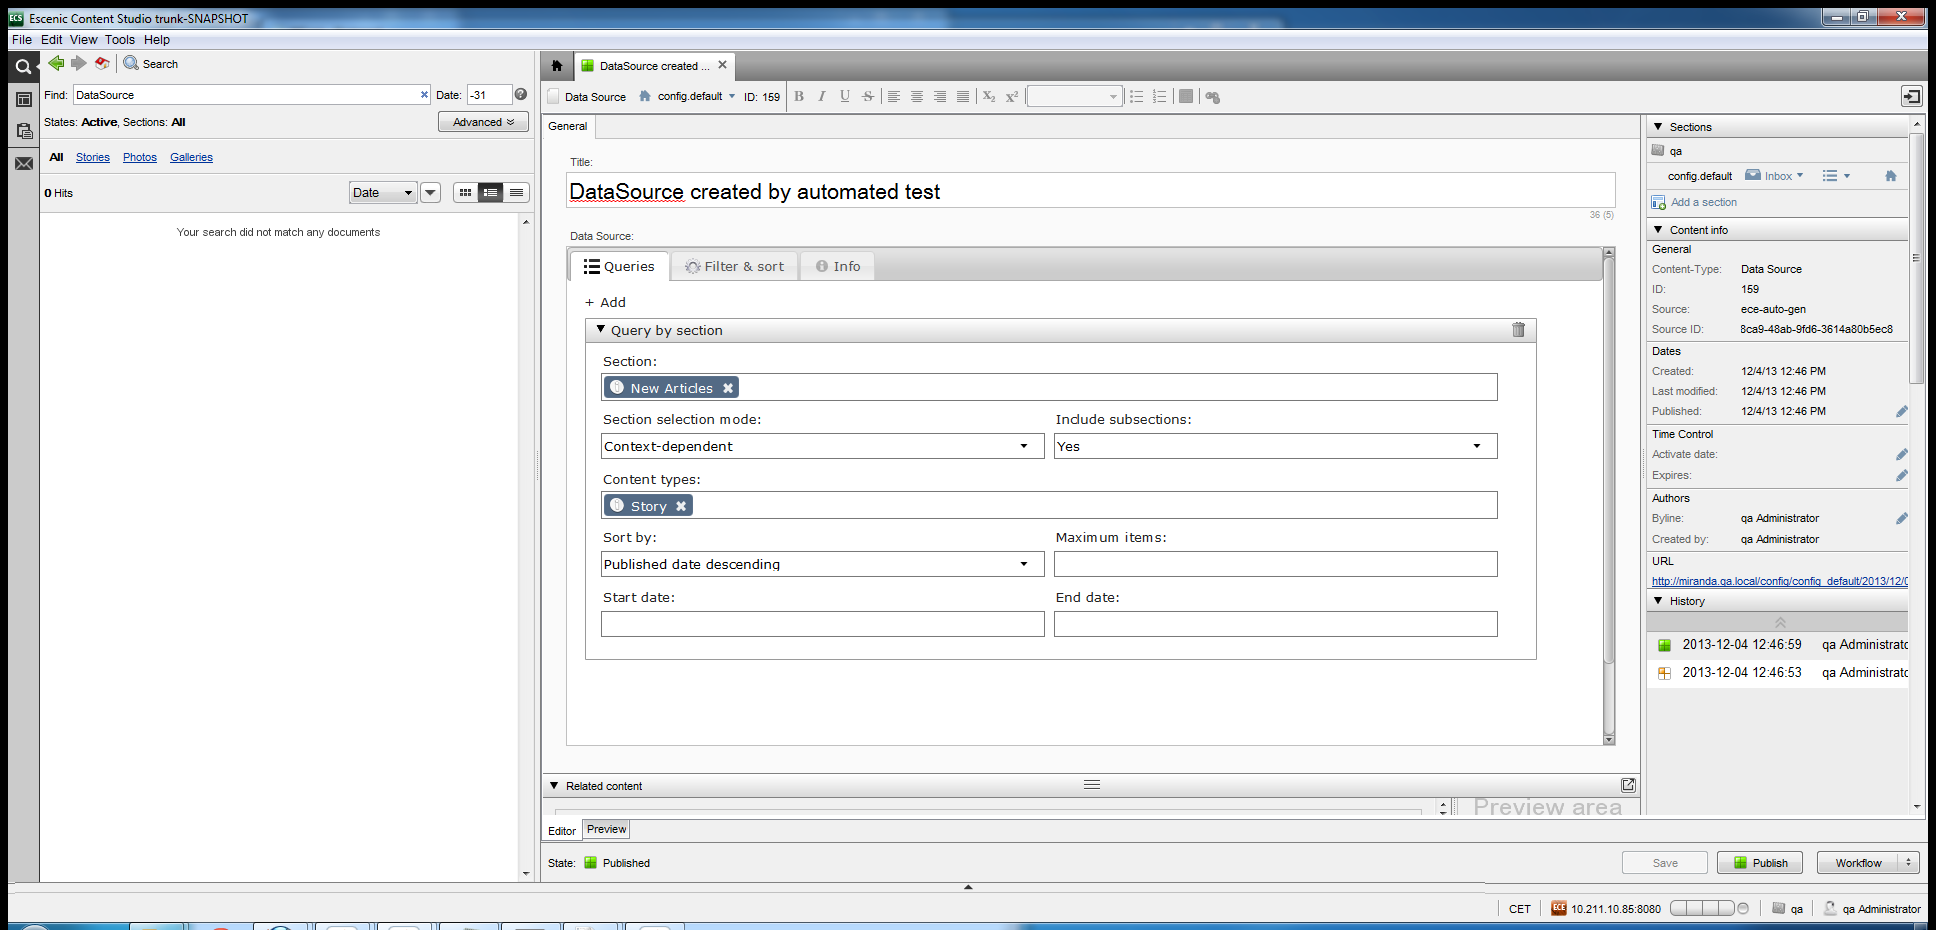 Escenic Content Studio trunk-SNAPSHOT
File Edit View Tools Help
Search
Find: DataSource Date: -31
States: Active, Sections: All
Advanced
All Stories Photos Galleries
0 Hits
Date
Your search did not match any documents
DataSource created ...
Data Source config.default ID: 159 B I U S X2 X2
General
Title:
DataSource created by automated test
36 (5)
Data Source:
Queries Filter & sort Info
+ Add
Query by section
Section:
New Articles
Section selection mode: Include subsections:
Context-dependent Yes
Content types:
Story
Sort by: Maximum items:
Published date descending
Start date: End date:
Related content
Preview area
Editor Preview
State: Published
Save Publish Workflow
Sections
qa
config.default Inbox
Add a section
Content info
General
Content-Type: Data Source
ID: 159
Source: ece-auto-gen
Source ID: 8ca9-48ab-9fd6-3614a80b5ec8
Dates
Created: 12/4/13 12:46 PM
Last modified: 12/4/13 12:46 PM
Published: 12/4/13 12:46 PM
Time Control
Activate date:
Expires:
Authors
Byline: qa Administrator
Created by: qa Administrator
URL
http://miranda.qa.local/config/config_default/2013/12/0
History
2013-12-04 12:46:59 qa Administrato
2013-12-04 12:46:53 qa Administrato
CET ECE 10.211.10.85:8080 qa qa Administrator